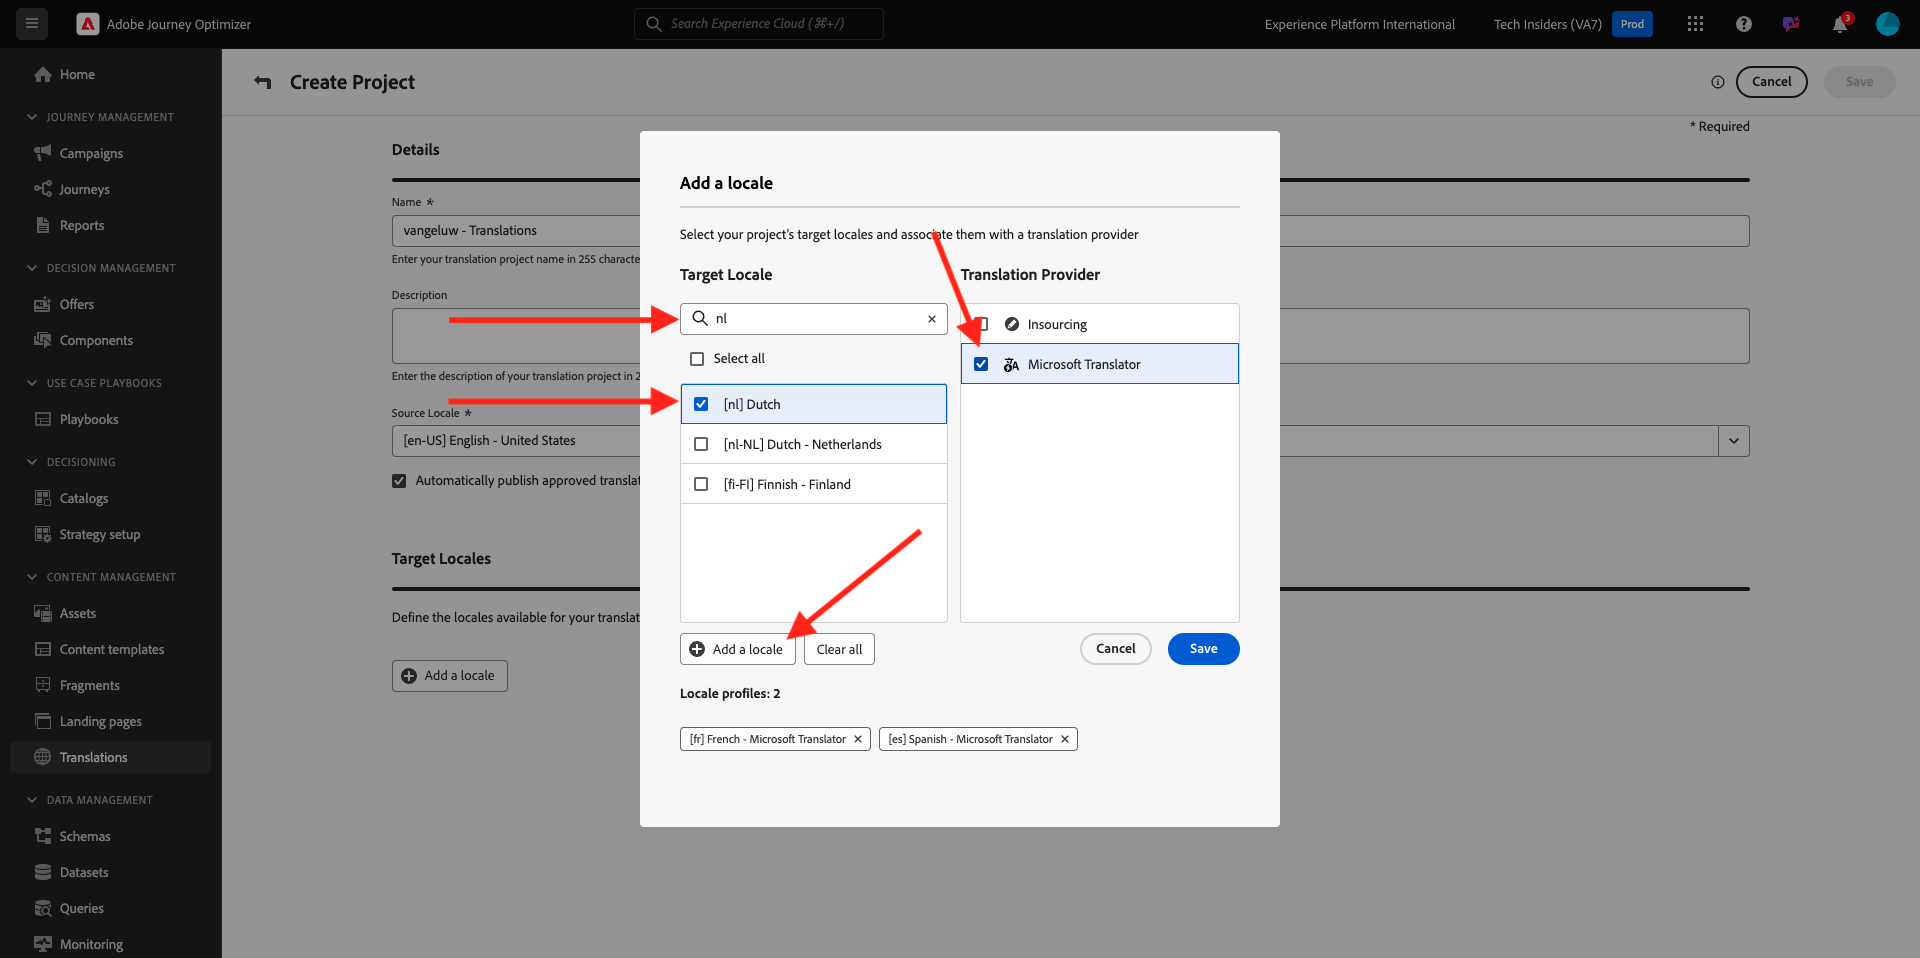 Adobe Journey Optimizer
Search Experience Cloud (⌘+/)
Experience Platform International
Tech Insiders (VA7)
Prod
3
Home
JOURNEY MANAGEMENT
Campaigns
Journeys
Reports
DECISION MANAGEMENT
Offers
Components
USE CASE PLAYBOOKS
Playbooks
DECISIONING
Catalogs
Strategy setup
CONTENT MANAGEMENT
Assets
Content templates
Fragments
Landing pages
Translations
DATA MANAGEMENT
Schemas
Datasets
Queries
Monitoring
Create Project
Cancel
Save
* Required
Details
Name *
vangeluw - Translations
Enter your translation project name in 255 characte
Description
Enter the description of your translation project in 2
Source Locale *
[en-US] English - United States
Automatically publish approved translat
Target Locales
Define the locales available for your translat
Add a locale
Add a locale
Select your project's target locales and associate them with a translation provider
Target Locale
Translation Provider
nl
Select all
[nl] Dutch
[nl-NL] Dutch - Netherlands
[fi-FI] Finnish - Finland
Insourcing
Microsoft Translator
Add a locale
Clear all
Cancel
Save
Locale profiles: 2
[fr] French - Microsoft Translator
[es] Spanish - Microsoft Translator